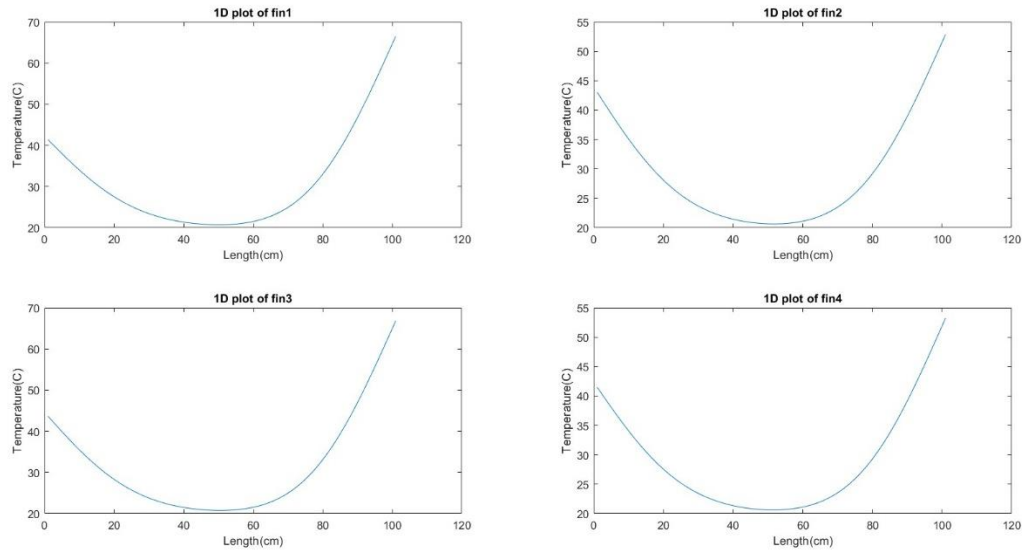 1D plot of fin1
70
60
50
40
30
20
Temperature(C)
0 20 40 60 80 100 120
Length(cm)
1D plot of fin2
55
50
45
40
35
30
25
20
Temperature(C)
0 20 40 60 80 100 120
Length(cm)
1D plot of fin3
70
60
50
40
30
20
Temperature(C)
0 20 40 60 80 100 120
Length(cm)
1D plot of fin4
55
50
45
40
35
30
25
20
Temperature(C)
0 20 40 60 80 100 120
Length(cm)